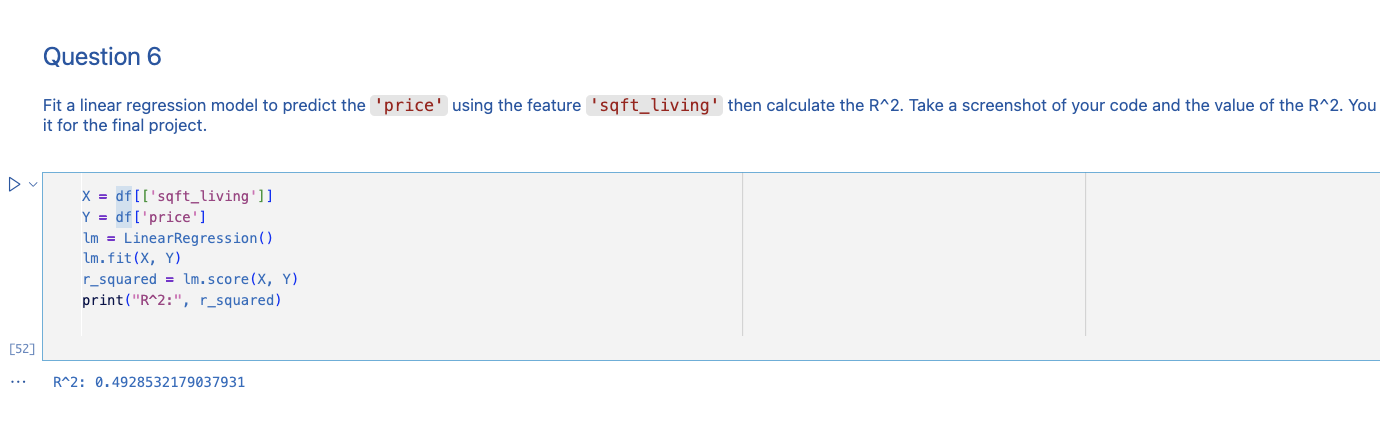 Question 6
Fit a linear regression model to predict the 'price' using the feature 'sqft_living' then calculate the R^2. Take a screenshot of your code and the value of the R^2. You
it for the final project.
X = df[['sqft_living']]
Y = df['price']
lm = LinearRegression()
lm.fit(X, Y)
r_squared = lm.score(X, Y)
print("R^2:", r_squared)
[52]
... R^2: 0.4928532179037931